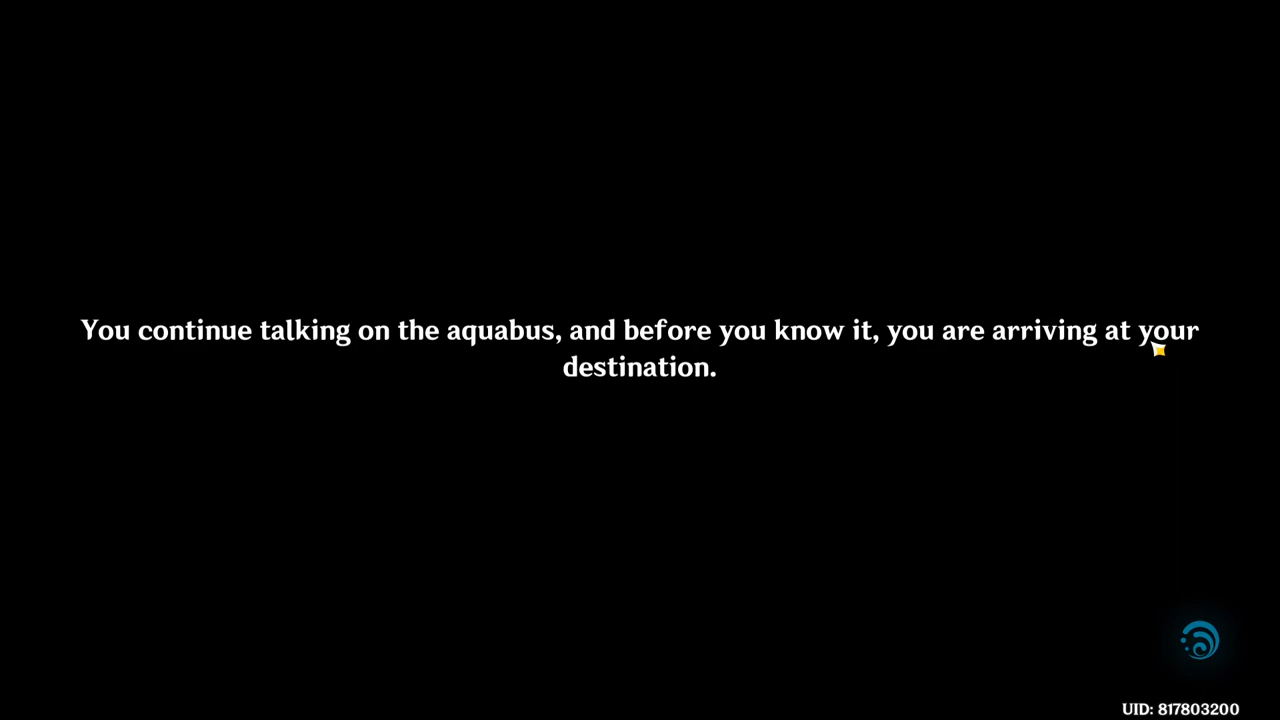 You continue talking on the aquabus, and before you know it, you are arriving at your
destination.
UID: 817803200